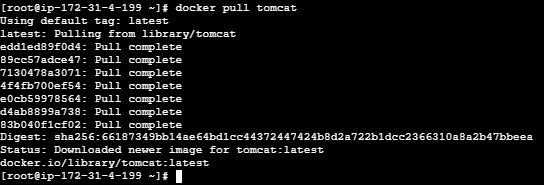 [root@ip-172-31-4-199 ~]# docker pull tomcat
Using default tag: latest
latest: Pulling from library/tomcat
edd1ed89f0d4: Pull complete
89cc57adce47: Pull complete
7130478a3071: Pull complete
4f4fb700ef54: Pull complete
e0cb59978564: Pull complete
d4ab8899a738: Pull complete
83b040f1cf02: Pull complete
Digest: sha256:66187349bb14ae64bd1cc44372447424b8d2a722b1dcc2366310a8a2b47bbeea
Status: Downloaded newer image for tomcat:latest
docker.io/library/tomcat:latest
[root@ip-172-31-4-199 ~]#